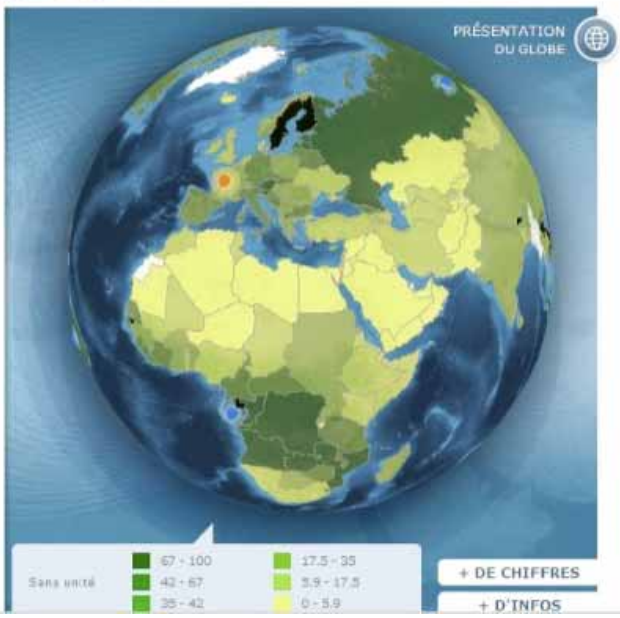 PRÉSENTATION
DU GLOBE
67 - 100
17.5 - 35
Sans unité
42 - 67
5.9 - 17.5
35 - 42
0 - 5.9
+ DE CHIFFRES
+ D'INFOS